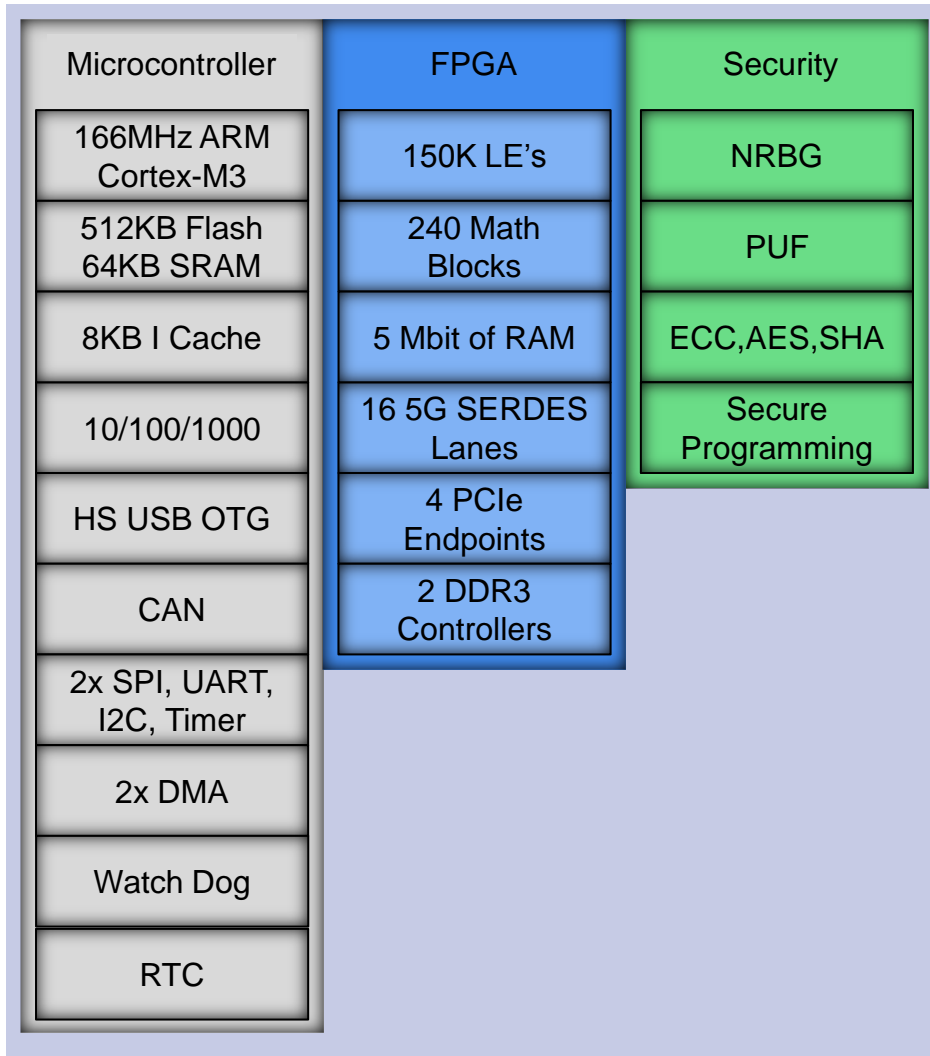 Microcontroller
166MHz ARM
Cortex-M3
512KB Flash
64KB SRAM
8KB I Cache
10/100/1000
HS USB OTG
CAN
2x SPI, UART,
I2C, Timer
2x DMA
Watch Dog
RTC
FPGA
150K LE’s
240 Math
Blocks
5 Mbit of RAM
16 5G SERDES
Lanes
4 PCIe
Endpoints
2 DDR3
Controllers
Security
NRBG
PUF
ECC,AES,SHA
Secure
Programming